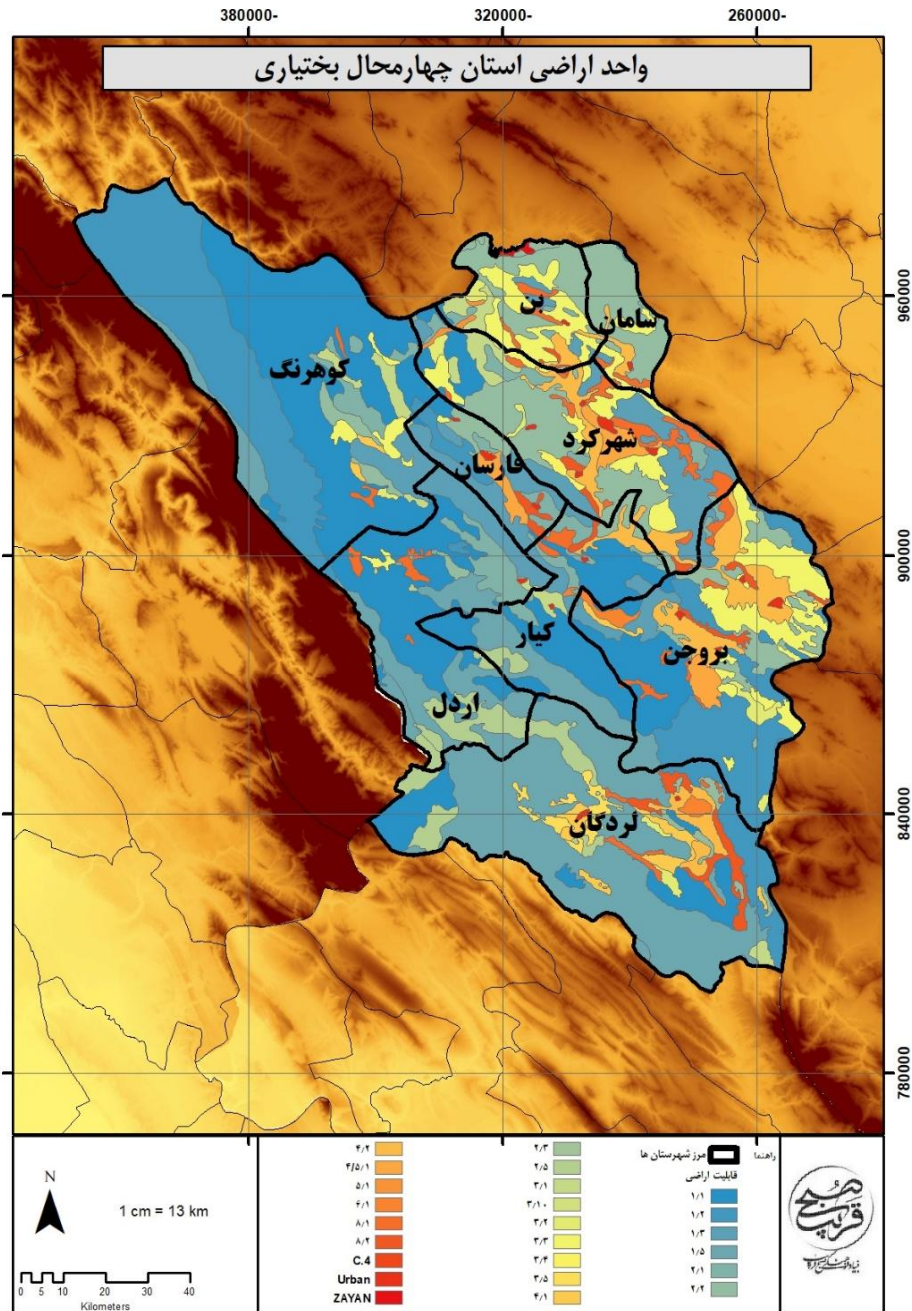 380000- 320000- 260000-
واحد اراضی استان چهارمحال بختیاری
960000
بن
سامان
کوهرنگ
شهرکرد
فارسان
900000
کیار
بروجن
اردل
840000
لردگان
780000
راهنما
مرز شهرستان ها
قابلیت اراضی
۱/۱
۱/۲
۱/۳
۱/۵
۲/۱
۲/۲
۲/۳
۲/۵
۳/۱
۳/۱۰
۳/۲
۳/۳
۳/۴
۳/۵
۴/۱
۴/۲
۴/۵/۱
۵/۱
۶/۱
۸/۱
۸/۲
C.4
Urban
ZAYAN
N
1 cm = 13 km
0 5 10 20 30 40
Kilometers